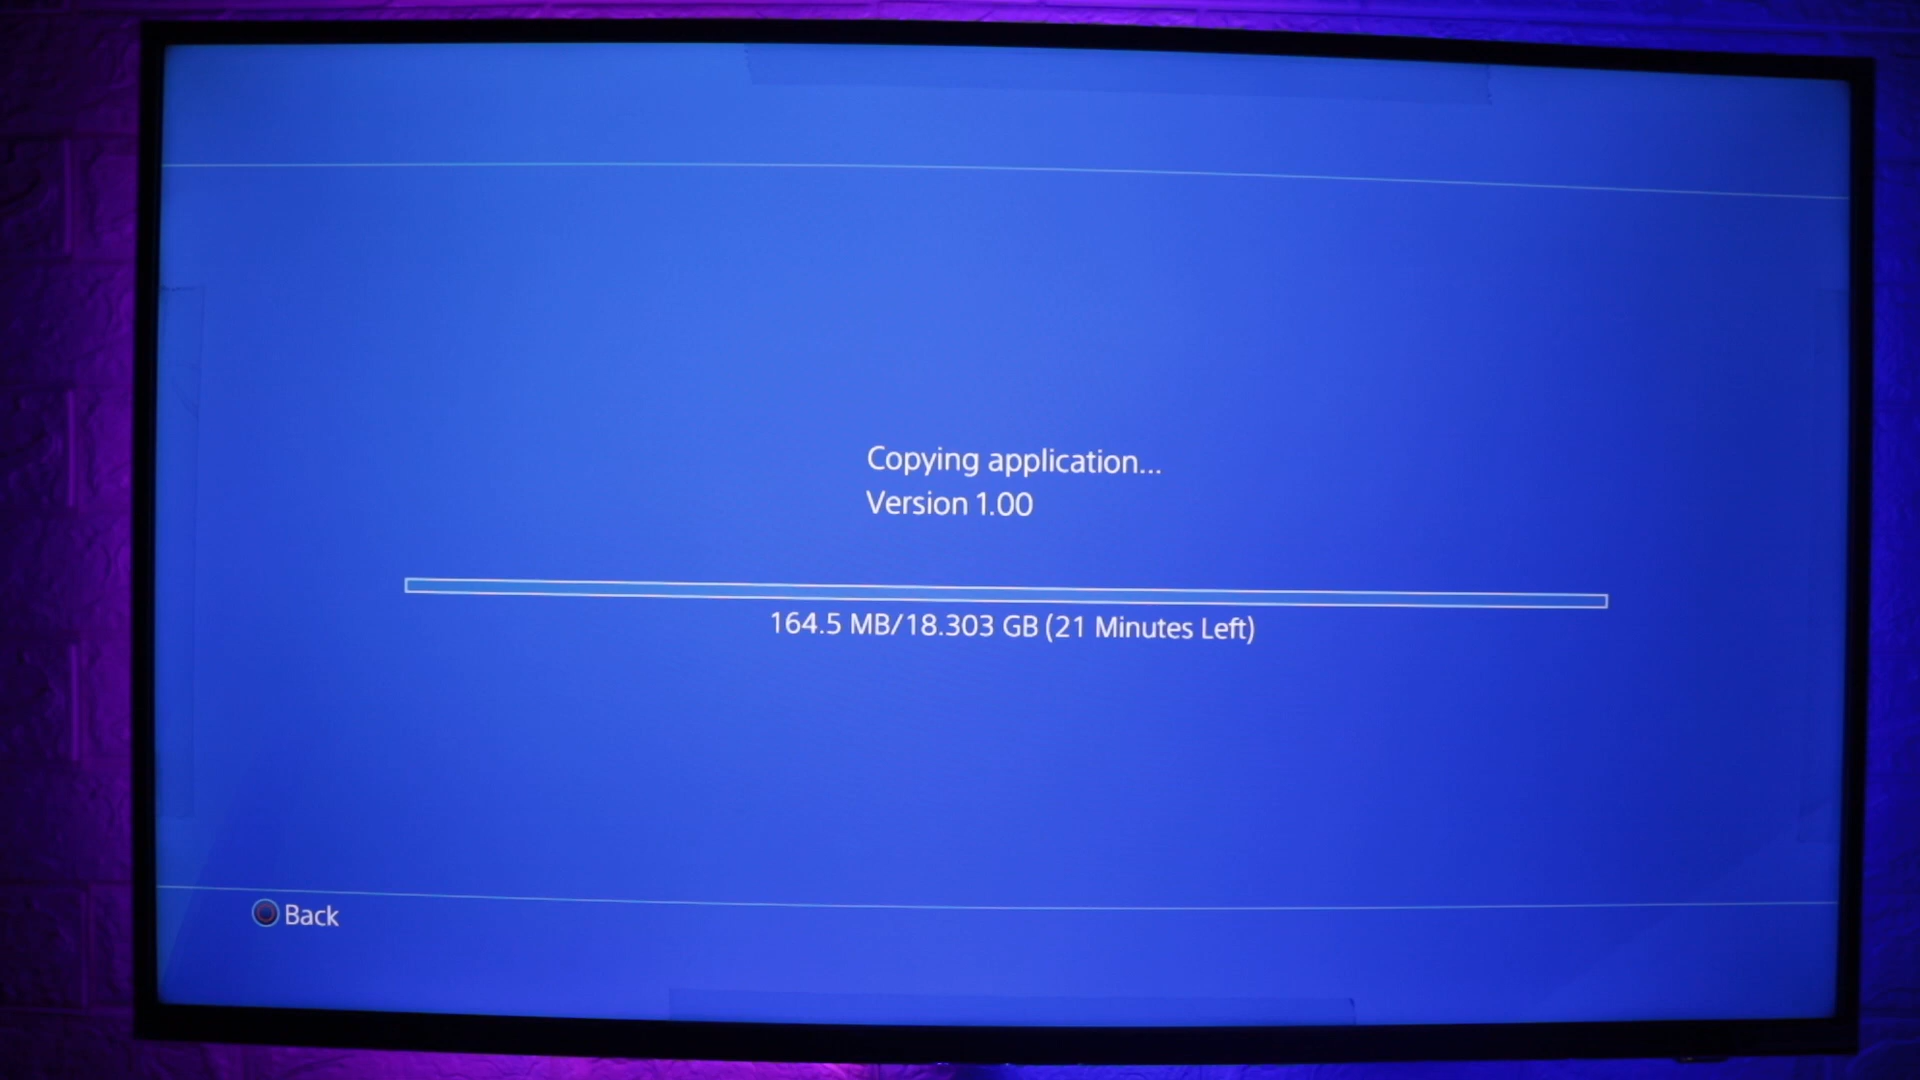 Copying application...
Version 1.00
164.5 MB/18.303 GB (21 Minutes Left)
Back